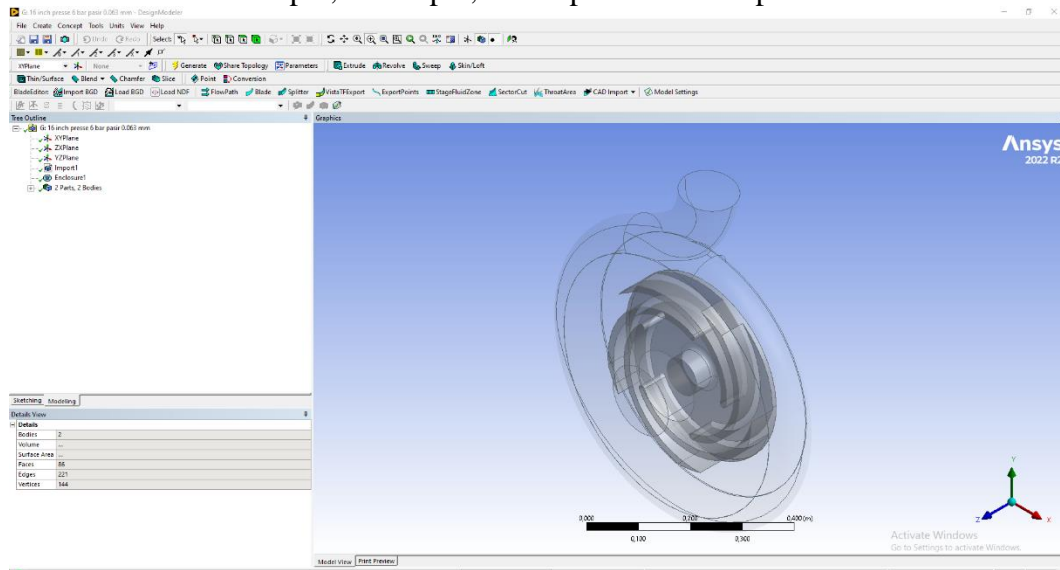 G: 16 inch presse 6 bar pasir 0.063 mm - DesignModeler
File Create Concept Tools Units View Help
Undo Redo Select:
XYPlane None Generate Share Topology Parameters Extrude Revolve Sweep Skin/Loft
Thin/Surface Blend Chamfer Slice Point Conversion
BladeEditor: Import BGD Load BGD Load NDF FlowPath Blade Splitter VistaTFExport ExportPoints StageFluidZone SectorCut ThroatArea CAD Import Model Settings
Tree Outline
G: 16 inch presse 6 bar pasir 0.063 mm
XYPlane
ZXPlane
YZPlane
Import1
Enclosure1
2 Parts, 2 Bodies
Sketching Modeling
Details View
Details
Bodies 2
Volume ...
Surface Area ...
Faces 86
Edges 221
Vertices 144
Graphics
Ansys
2022 R2
0,000 0,200 0,400 (m)
0,100 0,300
Y
Z X
Activate Windows
Go to Settings to activate Windows.
Model View Print Preview